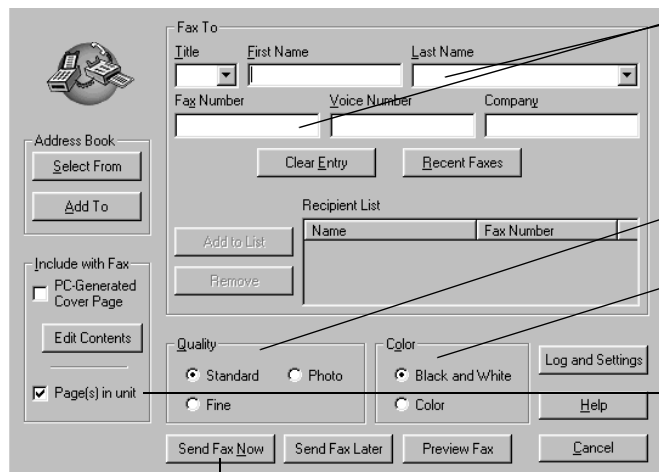 Fax To
Title First Name Last Name
Fax Number Voice Number Company
Clear Entry Recent Faxes
Recipient List
Name Fax Number
Add to List
Remove
Address Book
Select From
Add To
Include with Fax
PC-Generated
Cover Page
Edit Contents
Page(s) in unit
Quality
Standard Photo
Fine
Color
Black and White
Color
Log and Settings
Help
Send Fax Now Send Fax Later Preview Fax Cancel